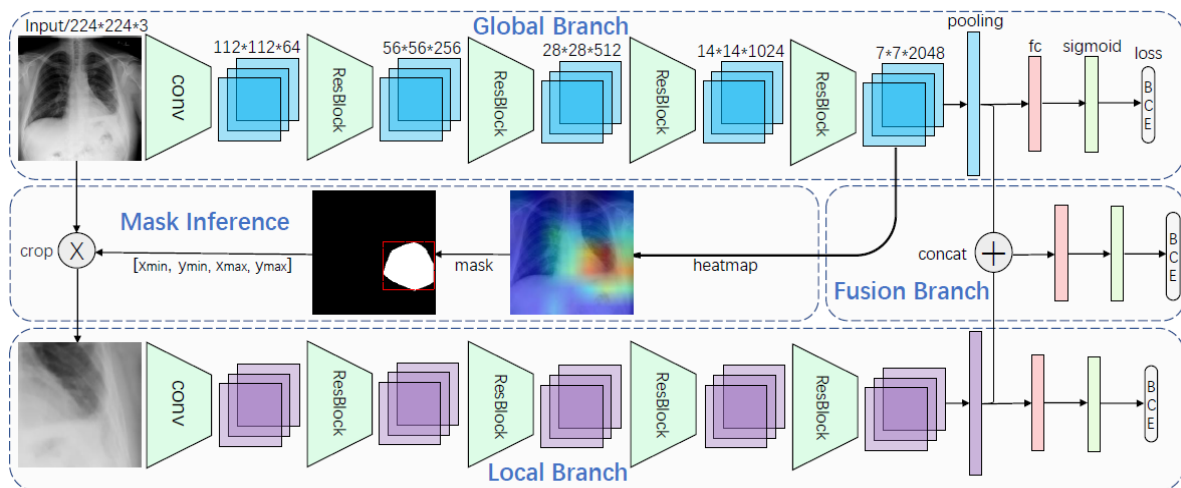 Input/224*224*3
Global Branch
pooling
112*112*64
56*56*256
28*28*512
14*14*1024
7*7*2048
fc
sigmoid
loss
conv
ResBlock
ResBlock
ResBlock
ResBlock
B
C
E
Mask Inference
crop
X
[xmin, ymin, xmax, ymax]
mask
heatmap
concat
+
Fusion Branch
B
C
E
conv
ResBlock
ResBlock
ResBlock
ResBlock
B
C
E
Local Branch